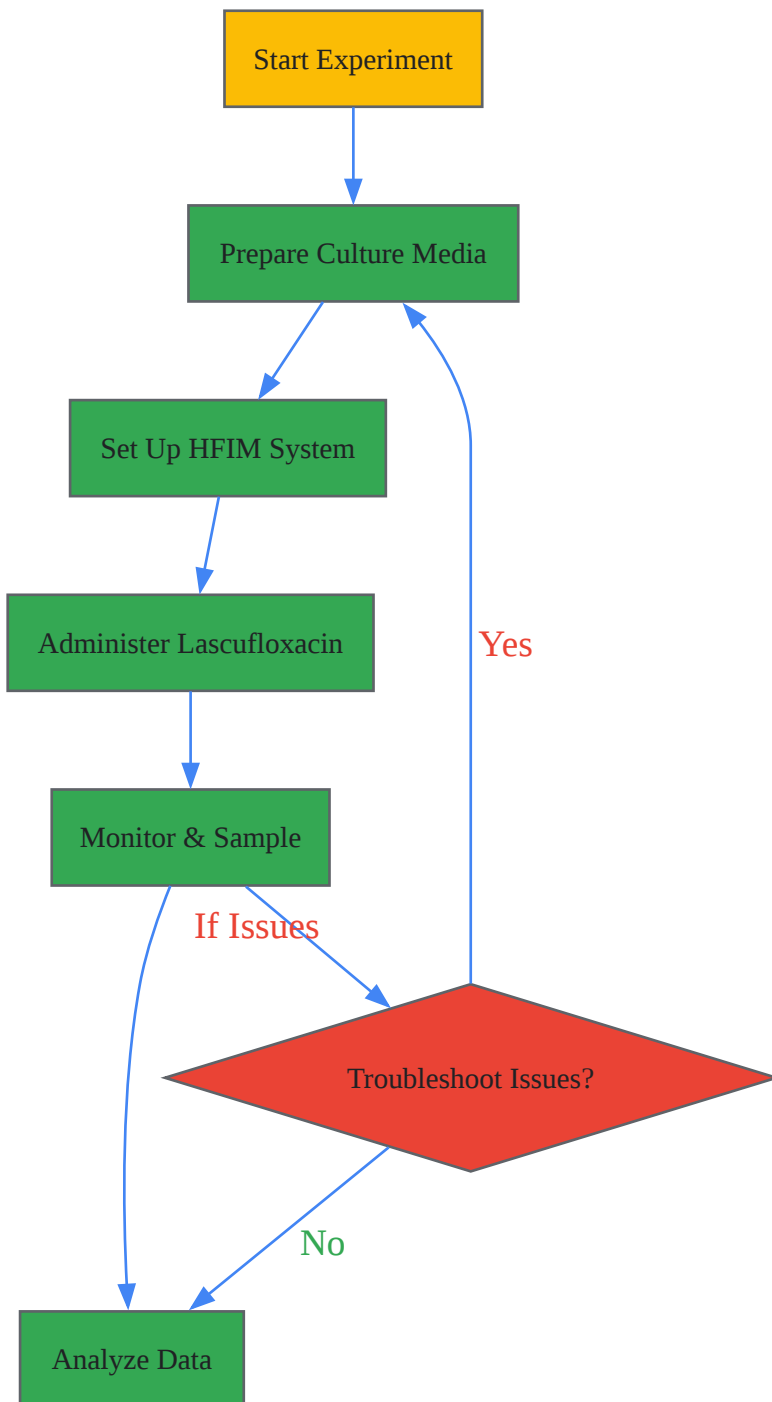 Start Experiment
Prepare Culture Media
Set Up HFIM System
Administer Lascufloxacin
Yes
Monitor & Sample
If Issues
Troubleshoot Issues?
No
Analyze Data